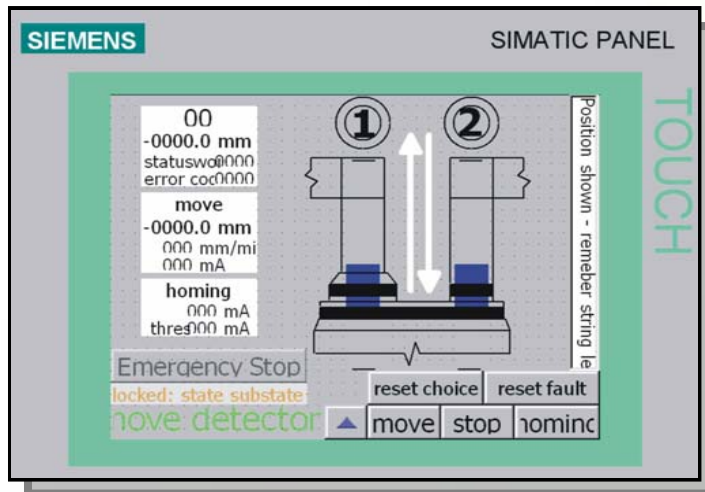 SIEMENS
SIMATIC PANEL
TOUCH
00
-0000.0 mm
statuswo0000
error coc0000
move
-0000.0 mm
000 mm/mi
000 mA
homing
000 mA
thres000 mA
1
2
Position shown - remeber string le
Emergency Stop
locked: state substate
move detector
reset choice
reset fault
move
stop
homing